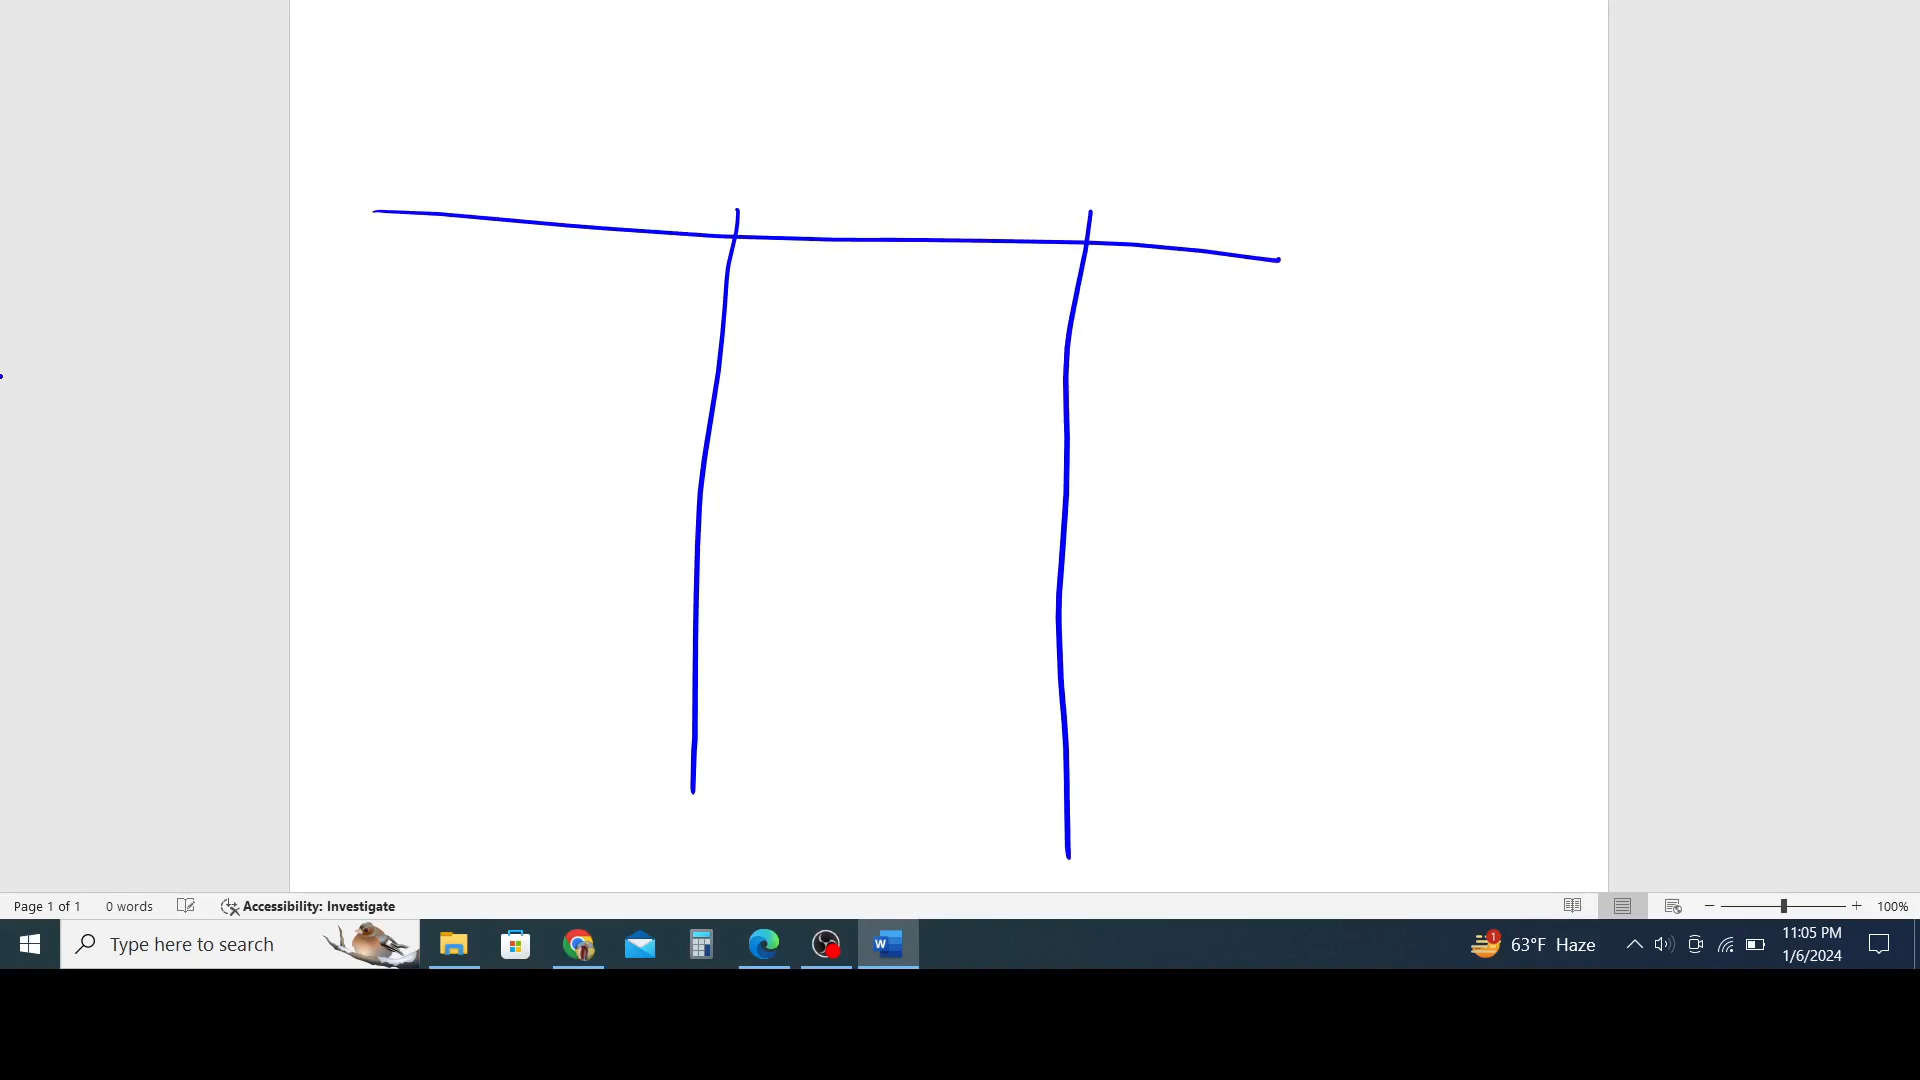 Page 1 of 1 0 words Accessibility: Investigate 100%
Type here to search W 1 63°F Haze 11:05 PM
1/6/2024